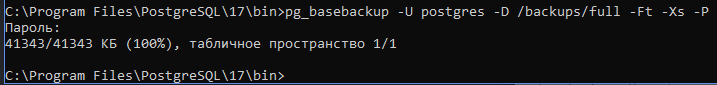 C:\Program Files\PostgreSQL\17\bin>pg_basebackup -U postgres -D /backups/full -Ft -Xs -P
Пароль:
41343/41343 КБ (100%), табличное пространство 1/1
C:\Program Files\PostgreSQL\17\bin>